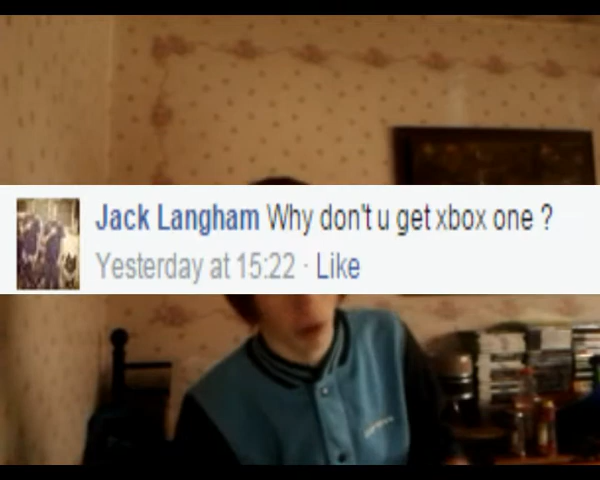 Jack Langham Why don't u get xbox one ?
Yesterday at 15:22 · Like